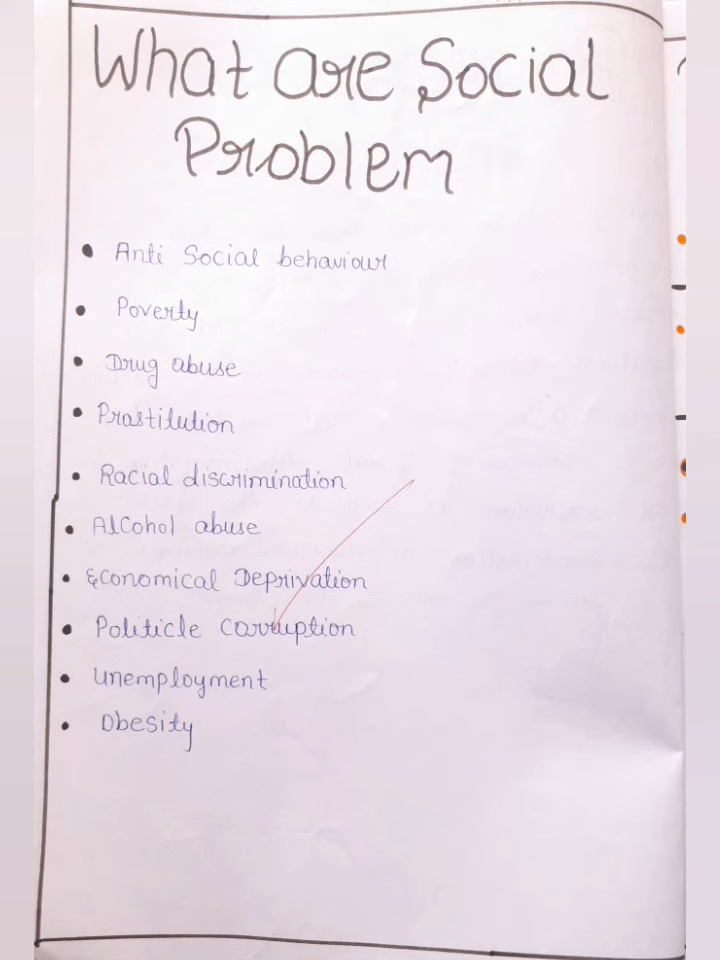 What are Social
Problem
• Anti Social behaviour
• Poverty
• Drug abuse
• Prastitution
• Racial discrimination
• Alcohol abuse
• Economical Deprivation
• Politicle Corruption
• Unemployment
• Obesity